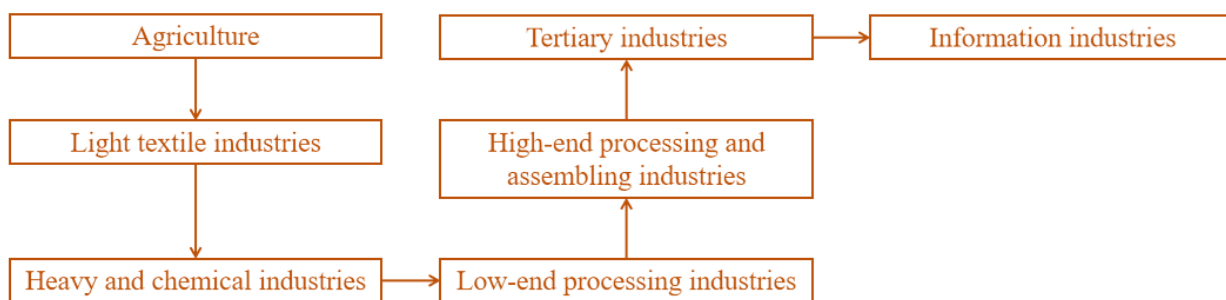 Agriculture
Light textile industries
Heavy and chemical industries
Low-end processing industries
High-end processing and
assembling industries
Tertiary industries
Information industries